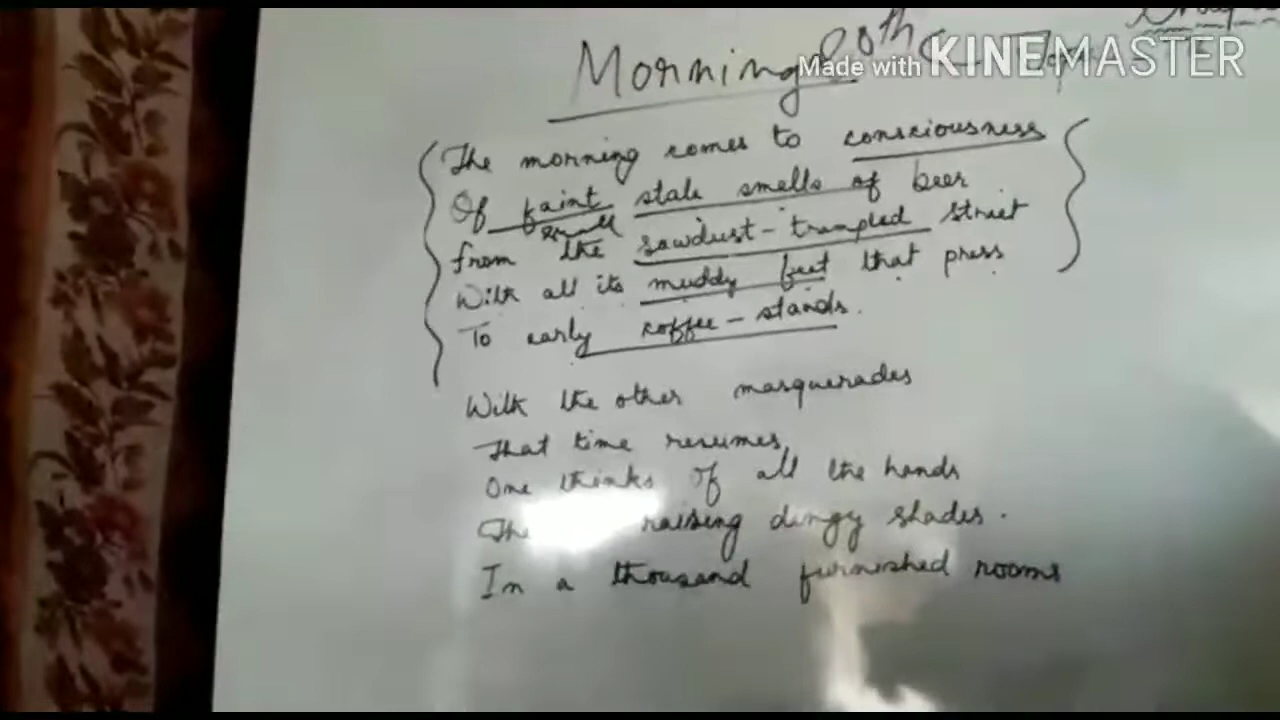 Morning 20th C
Made with KINEMASTER
The morning comes to consciousness
Of faint stale smells of beer
small
from the sawdust-trampled street
With all its muddy feet that press
To early coffee-stands.
With the other masquerades
That time resumes,
One thinks of all the hands
The raising dingy shades.
In a thousand furnished rooms